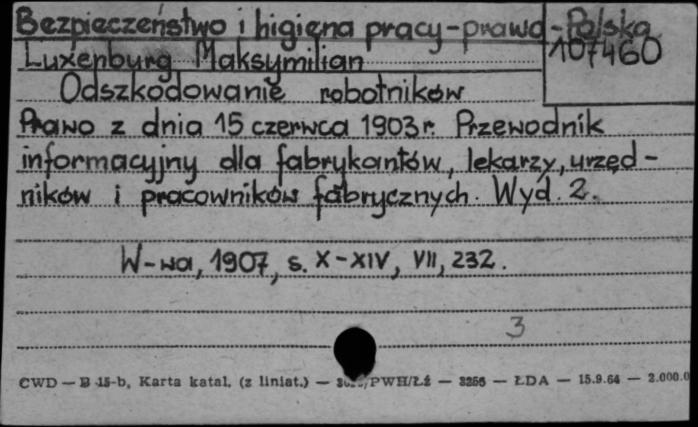 Bezpieczeństwo i higiena pracy-prawo-Polska
107460
Luxenburg Maksymilian
Odszkodowanie robotników
Prawo z dnia 15 czerwca 1903r. Przewodnik
informacyjny dla fabrykantów, lekarzy, urzęd-
ników i pracowników fabrycznych. Wyd. 2.
W-wa, 1907, s. X-XIV, VII, 232.
3
CWD — B 15-b, Karta katal. (z liniat.) — /PWH/Łź — 3256 — ŁDA — 15.9.64 — 2.000.0